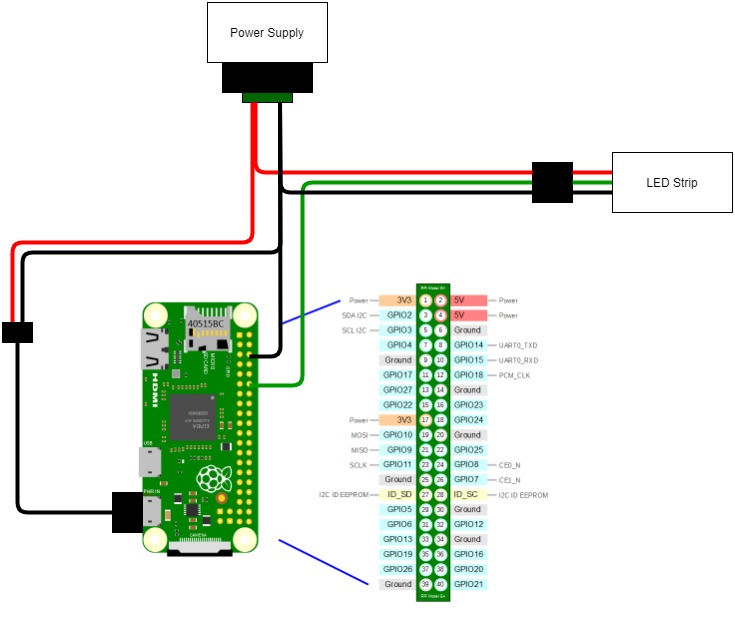 Power Supply
LED Strip
40515BC
MICRO
SD CARD
GPIO
HDMI
USB
PWR IN
CAMERA
Power 3V3 1 2 5V Power
SDA I2C GPIO2 3 4 5V Power
SCL I2C GPIO3 5 6 Ground
GPIO4 7 8 GPIO14 UART0_TXD
Ground 9 10 GPIO15 UART0_RXD
GPIO17 11 12 GPIO18 PCM_CLK
GPIO27 13 14 Ground
GPIO22 15 16 GPIO23
Power 3V3 17 18 GPIO24
MOSI GPIO10 19 20 Ground
MISO GPIO9 21 22 GPIO25
SCLK GPIO11 23 24 GPIO8 CE0_N
Ground 25 26 GPIO7 CE1_N
I2C ID EEPROM ID_SD 27 28 ID_SC I2C ID EEPROM
GPIO5 29 30 Ground
GPIO6 31 32 GPIO12
GPIO13 33 34 Ground
GPIO19 35 36 GPIO16
GPIO26 37 38 GPIO20
Ground 39 40 GPIO21